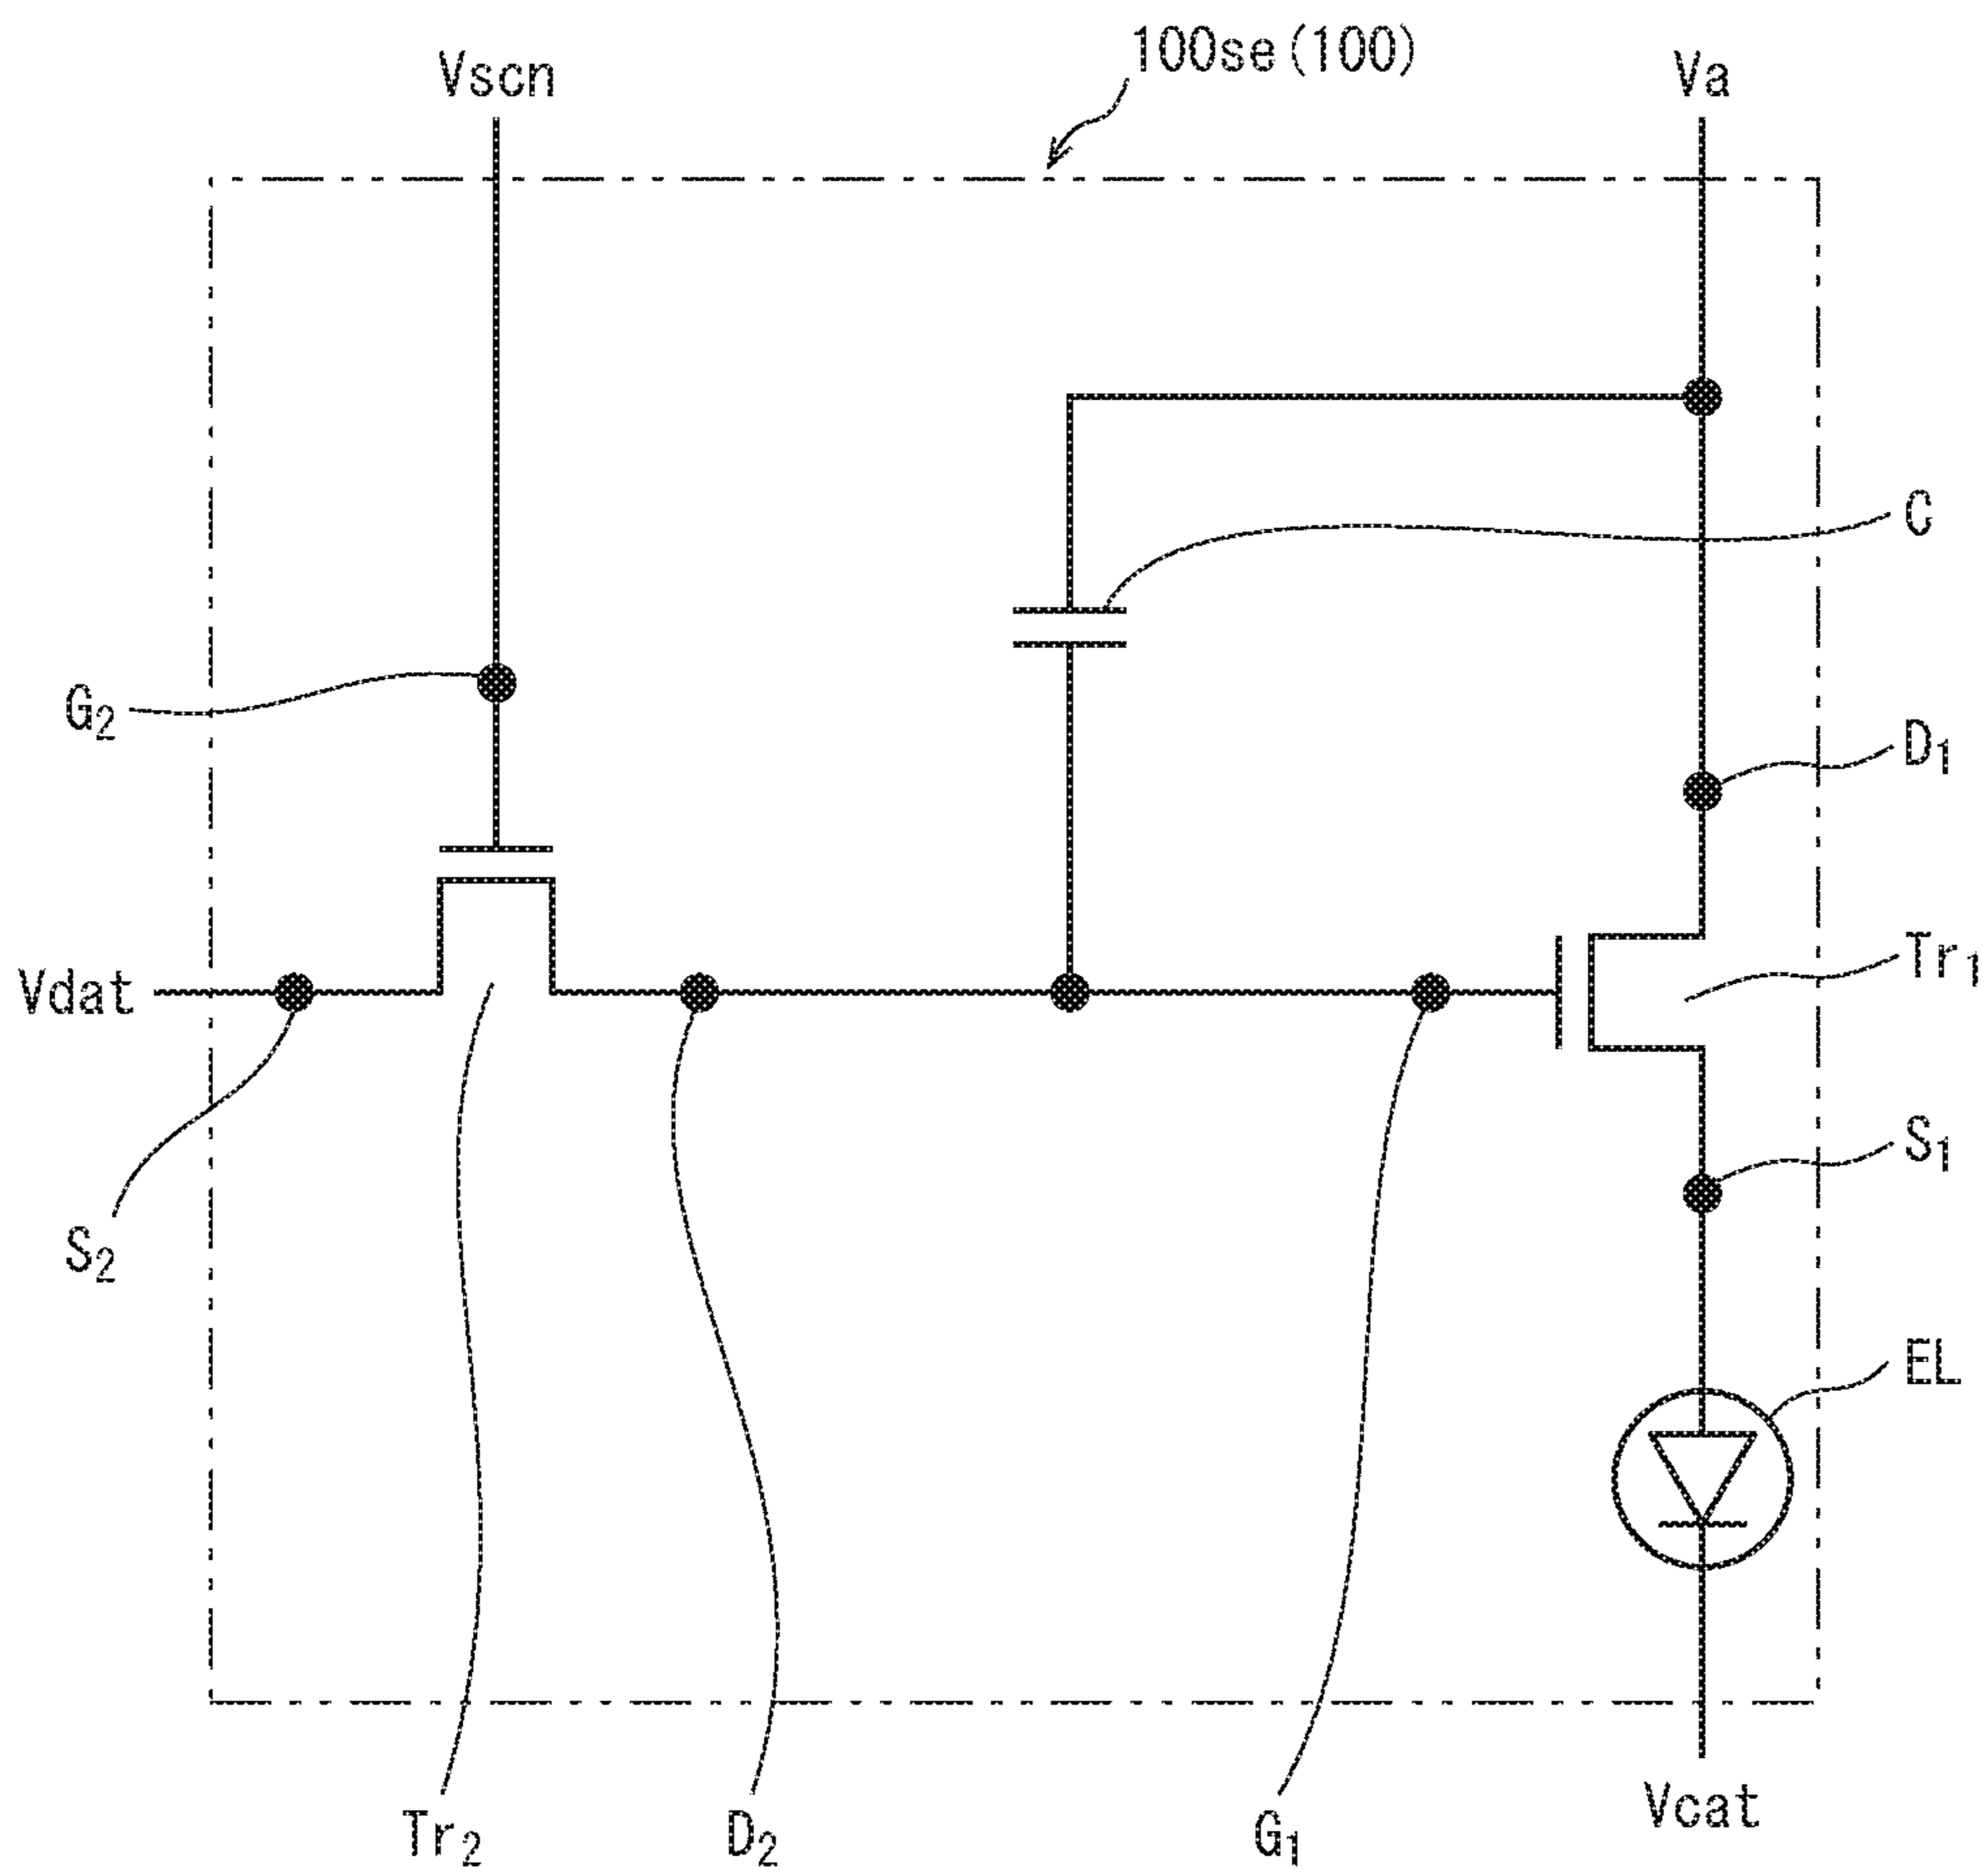 100se(100)
Vscn
Va
C
G2
D1
Tr1
Vdat
S1
S2
EL
Vcat
Tr2
D2
G1